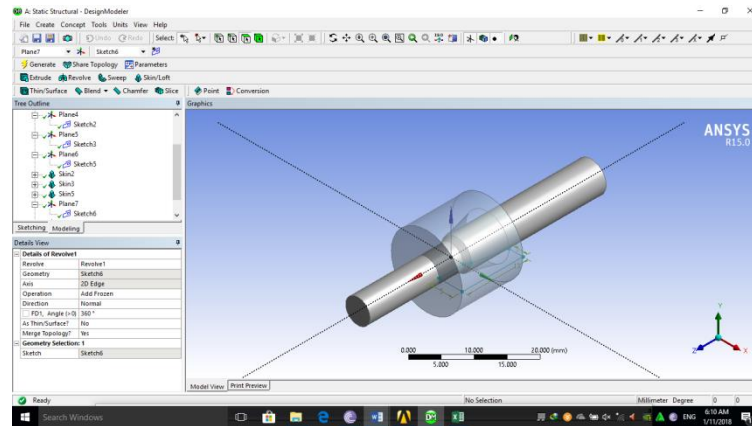 A: Static Structural - DesignModeler
File Create Concept Tools Units View Help
Undo Redo Select:
Plane7 Sketch6
Generate Share Topology Parameters
Extrude Revolve Sweep Skin/Loft
Thin/Surface Blend Chamfer Slice Point Conversion
Tree Outline
Plane4
Sketch2
Plane5
Sketch3
Plane6
Sketch5
Skin2
Skin3
Skin5
Plane7
Sketch6
Sketching Modeling
Details View
Details of Revolve1
Revolve Revolve1
Geometry Sketch6
Axis 2D Edge
Operation Add Frozen
Direction Normal
FD1, Angle (>0) 360 °
As Thin/Surface? No
Merge Topology? Yes
Geometry Selection: 1
Sketch Sketch6
Graphics
ANSYS
R15.0
0.000 10.000 20.000 (mm)
5.000 15.000
Y
Z X
Model View Print Preview
Ready No Selection Millimeter Degree 0 0
Search Windows ENG 6:10 AM
1/11/2018